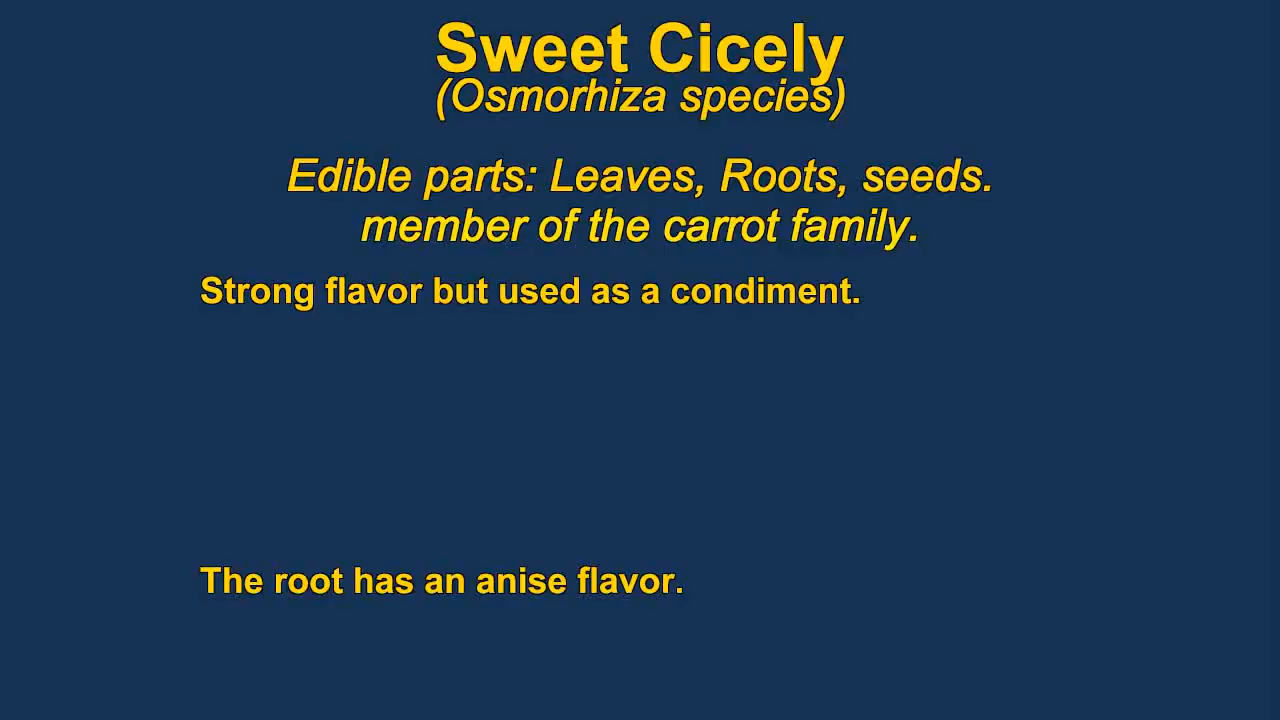 Sweet Cicely
(Osmorhiza species)
Edible parts: Leaves, Roots, seeds.
member of the carrot family.
Strong flavor but used as a condiment.
The root has an anise flavor.